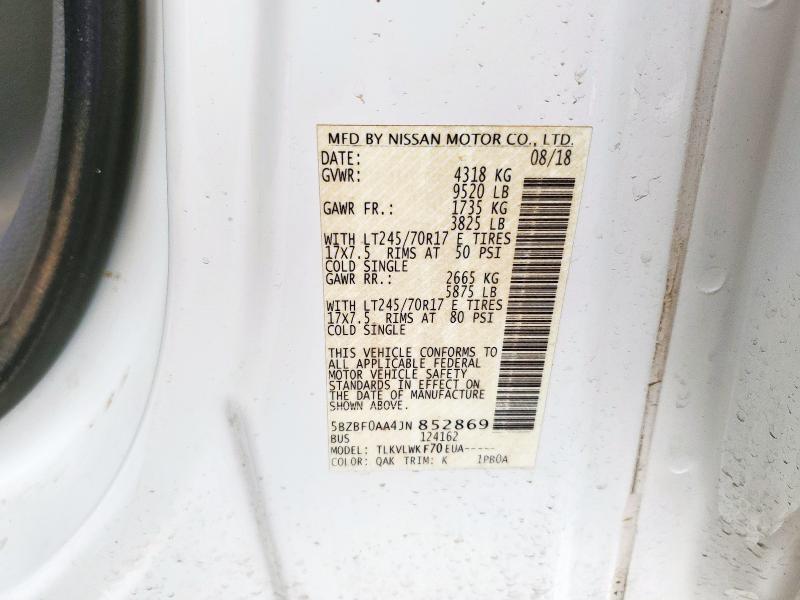 MFD BY NISSAN MOTOR CO., LTD.
DATE: 08/18
GVWR: 4318 KG
9520 LB
GAWR FR.: 1735 KG
3825 LB
WITH LT245/70R17 E TIRES
17X7.5 RIMS AT 50 PSI
COLD SINGLE
GAWR RR.: 2665 KG
5875 LB
WITH LT245/70R17 E TIRES
17X7.5 RIMS AT 80 PSI
COLD SINGLE
THIS VEHICLE CONFORMS TO
ALL APPLICABLE FEDERAL
MOTOR VEHICLE SAFETY
STANDARDS IN EFFECT ON
THE DATE OF MANUFACTURE
SHOWN ABOVE.
5BZBF0AA4JN 852869
BUS 124162
MODEL: TLKVLWKF70EUA-----
COLOR: QAK TRIM: K 1PB0A